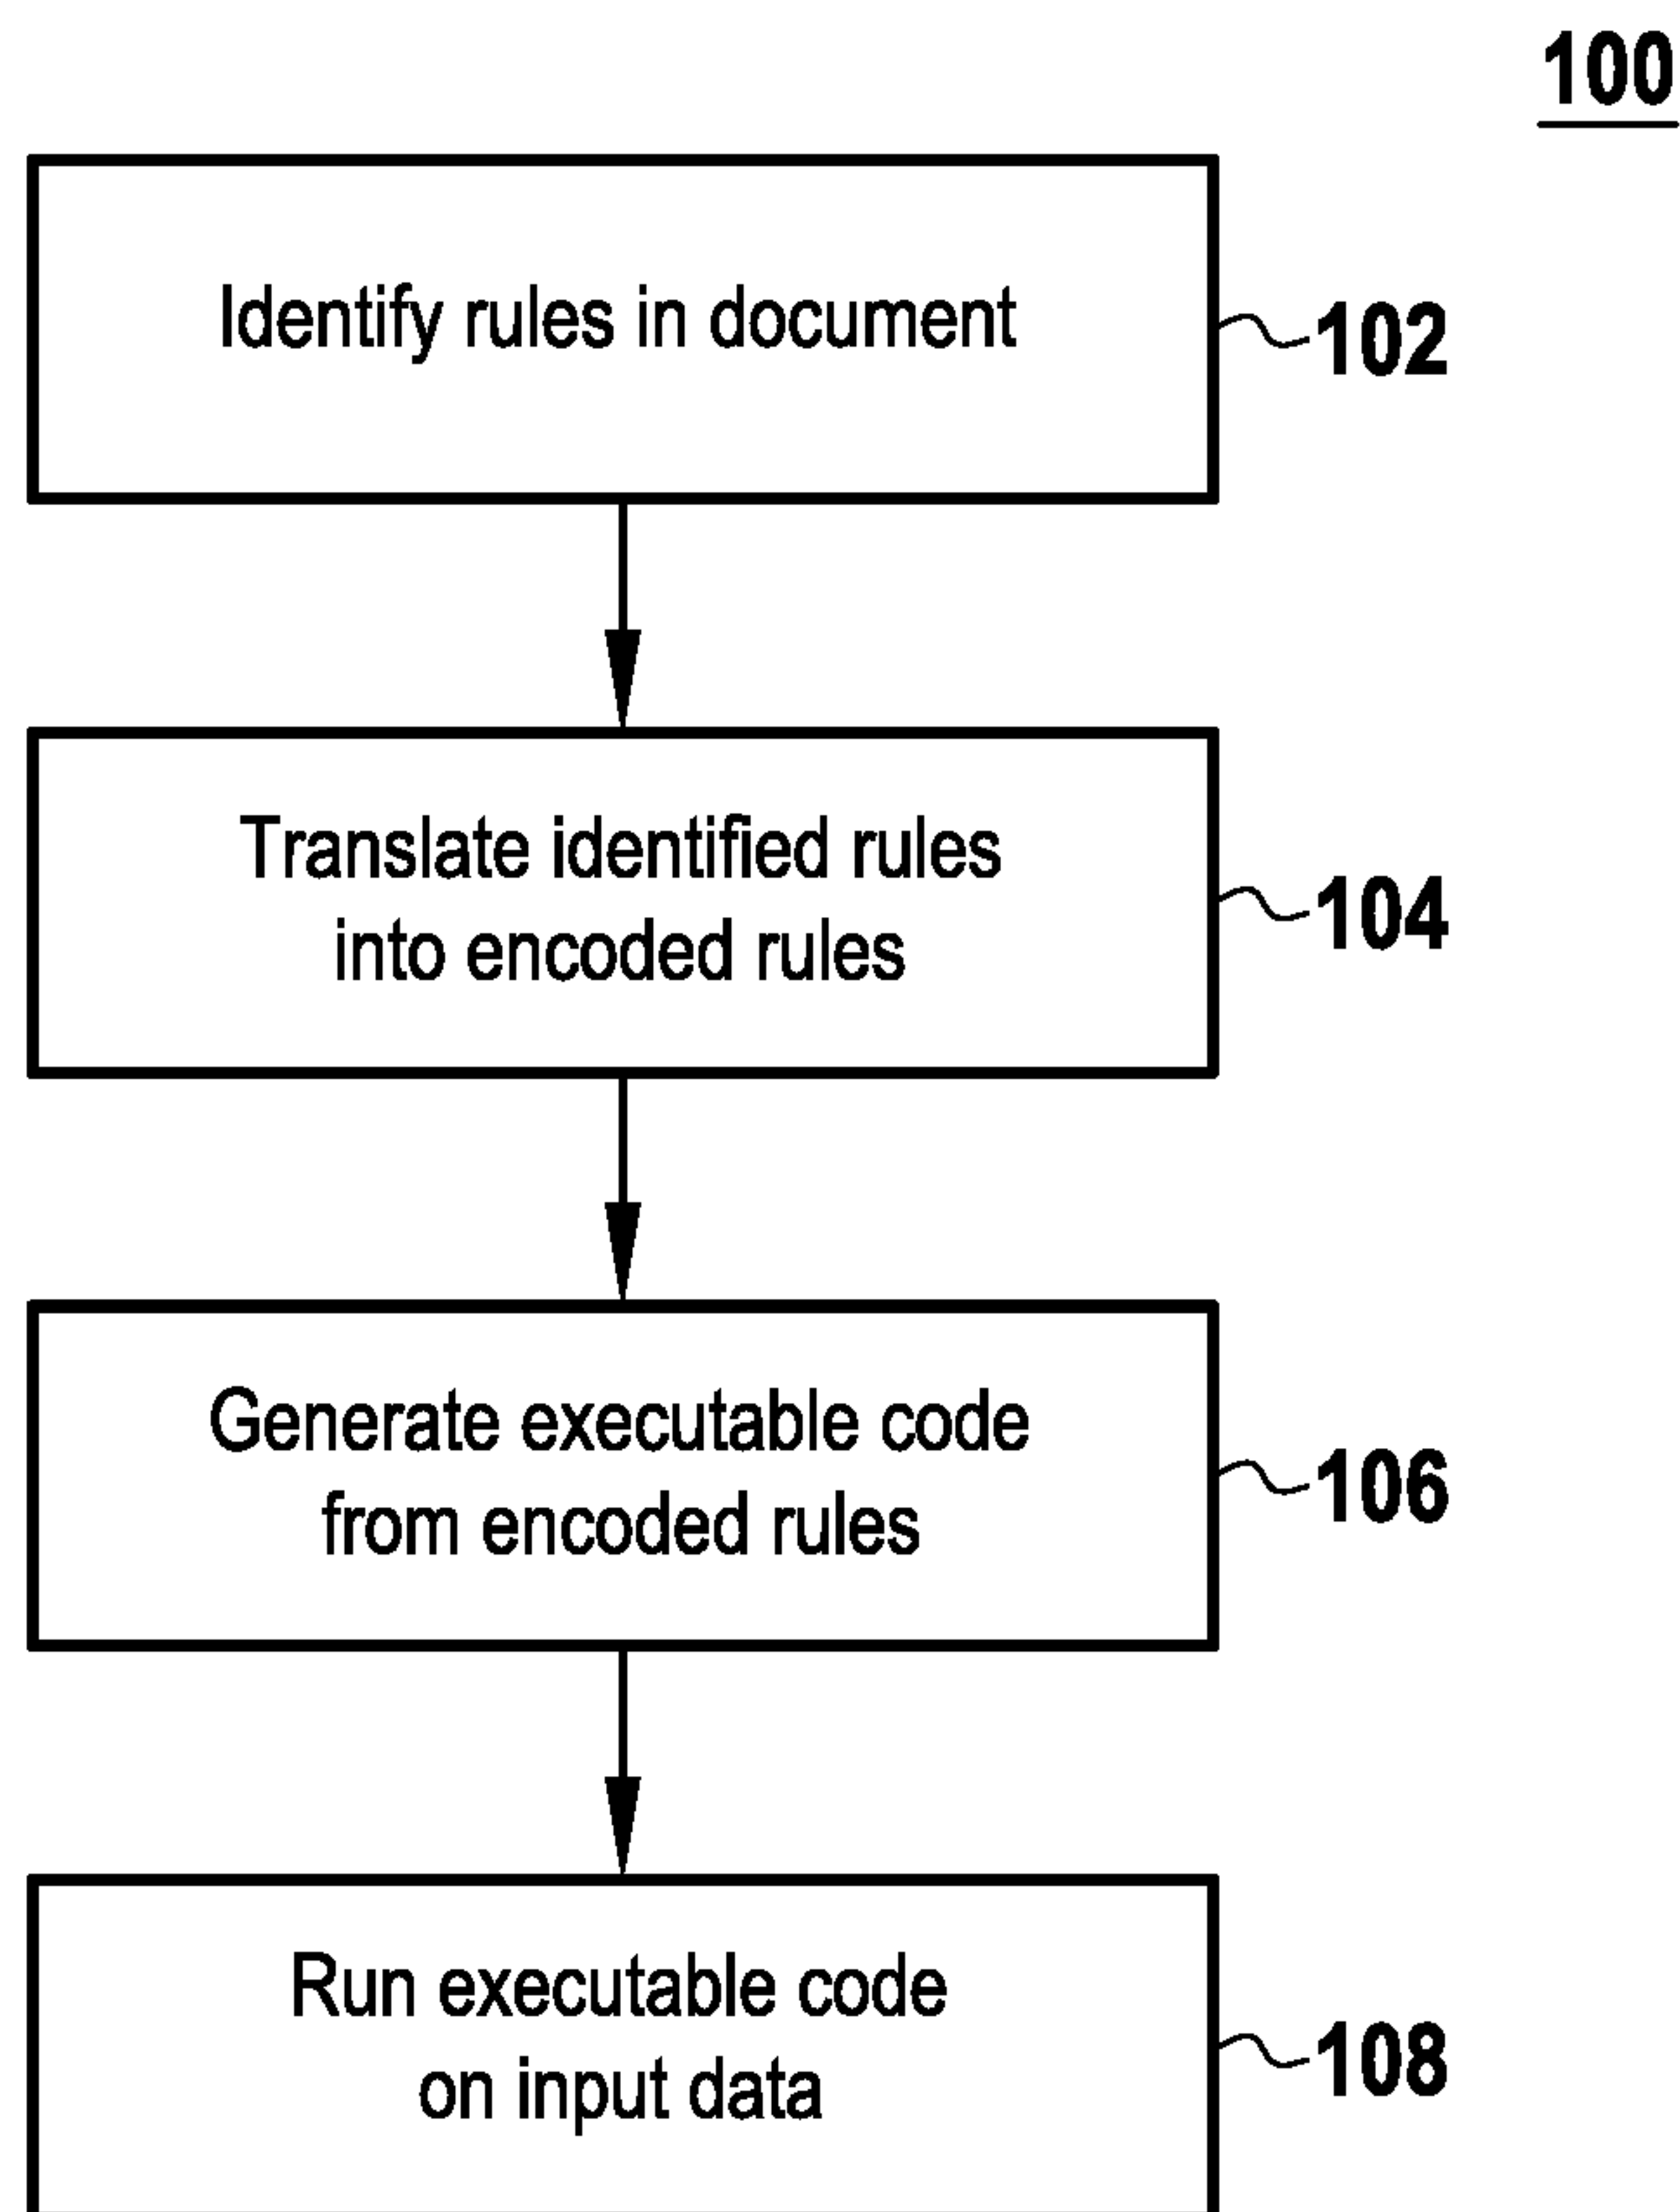 100
Identify rules in document
102
Translate identified rules
into encoded rules
104
Generate executable code
from encoded rules
106
Run executable code
on input data
108